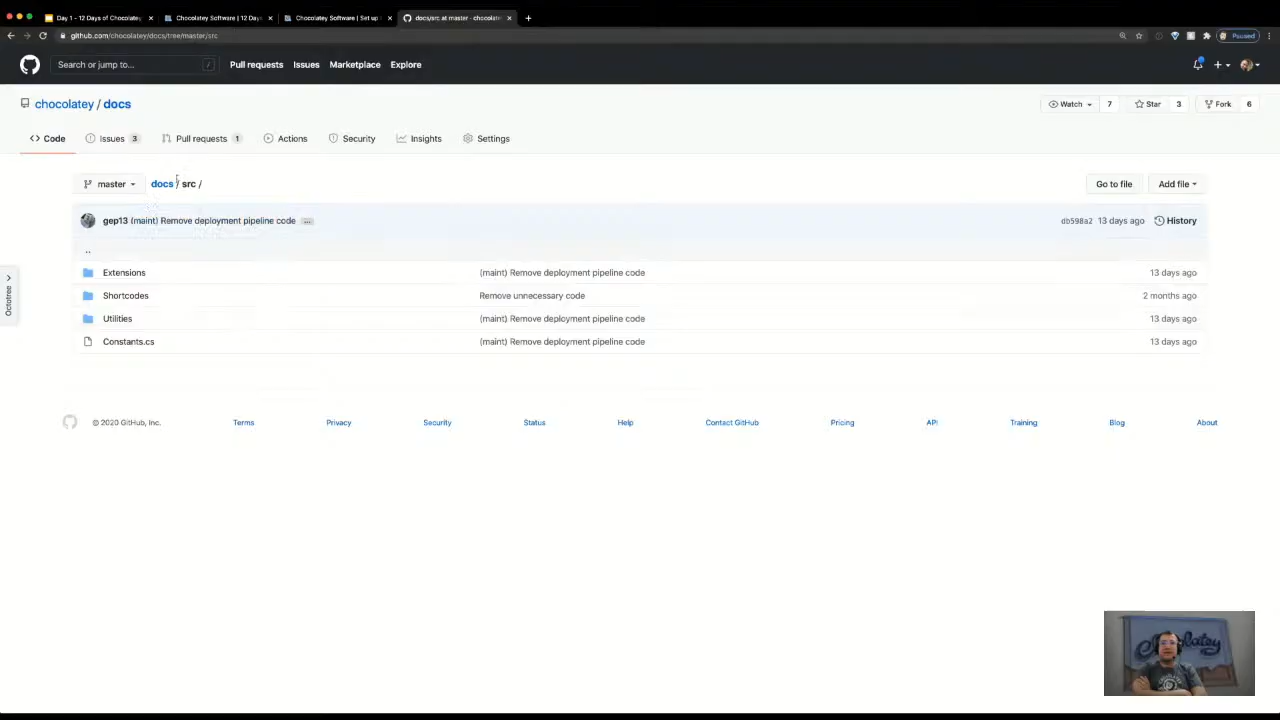 Day 1 - 12 Days of Chocolatey
Chocolatey Software | 12 Days
Chocolatey Software | Set up
docs/src at master · chocolate
github.com/chocolatey/docs/tree/master/src
Paused
Search or jump to...
/
Pull requests
Issues
Marketplace
Explore
chocolatey / docs
Watch 7
Star 3
Fork 6
Code
Issues 3
Pull requests 1
Actions
Security
Insights
Settings
master
docs / src /
Go to file
Add file
gep13 (maint) Remove deployment pipeline code ...
db598a2 13 days ago History
..
Extensions (maint) Remove deployment pipeline code 13 days ago
Shortcodes Remove unnecessary code 2 months ago
Utilities (maint) Remove deployment pipeline code 13 days ago
Constants.cs (maint) Remove deployment pipeline code 13 days ago
Octotree
© 2020 GitHub, Inc. Terms Privacy Security Status Help Contact GitHub Pricing API Training Blog About
chocolatey